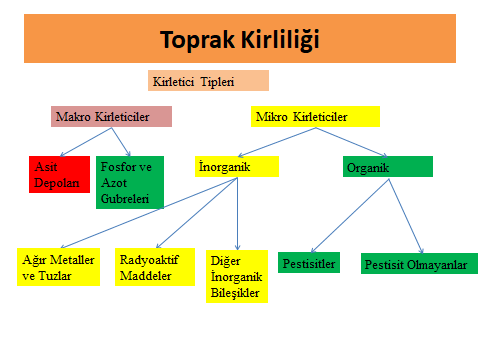 Toprak Kirliliği
Kirletici Tipleri
Makro Kirleticiler
Mikro Kirleticiler
Asit
Depoları
Fosfor ve
Azot
Gubreleri
İnorganik
Organik
Ağır Metaller
ve Tuzlar
Radyoaktif
Maddeler
Diğer
İnorganik
Bileşikler
Pestisitler
Pestisit Olmayanlar